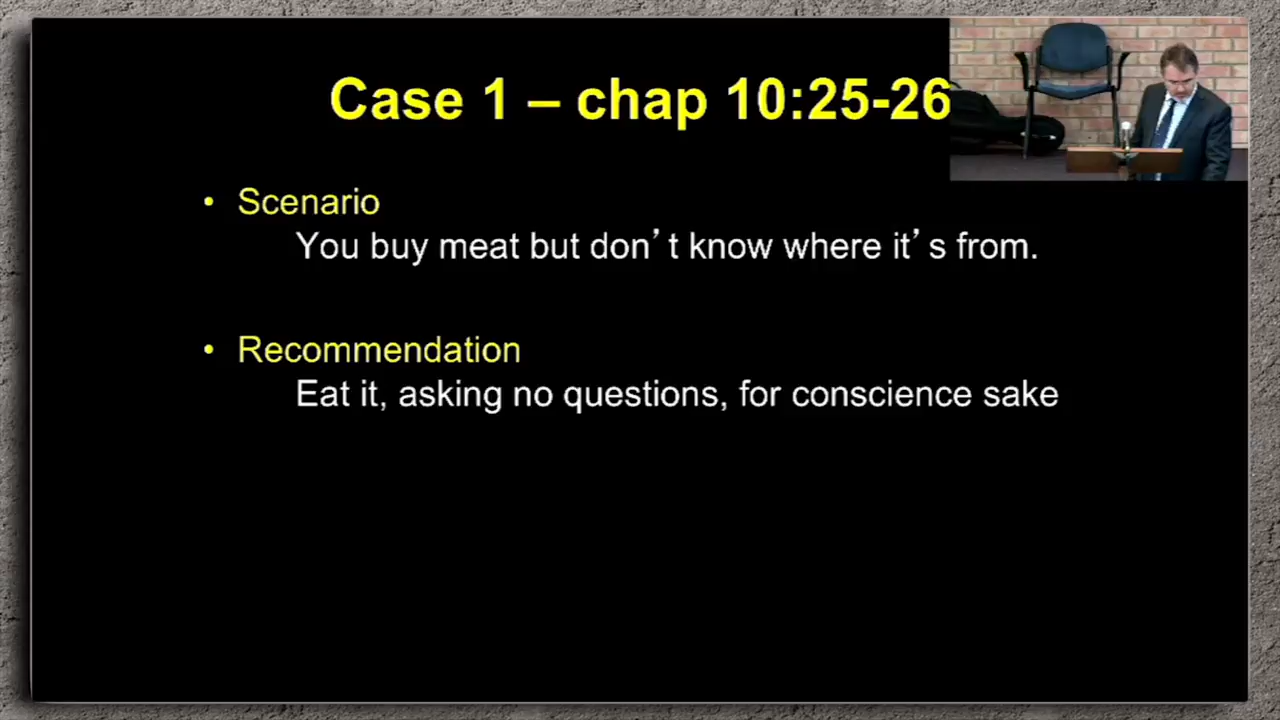 Case 1 – chap 10:25-26
• Scenario
You buy meat but don’t know where it’s from.
• Recommendation
Eat it, asking no questions, for conscience sake